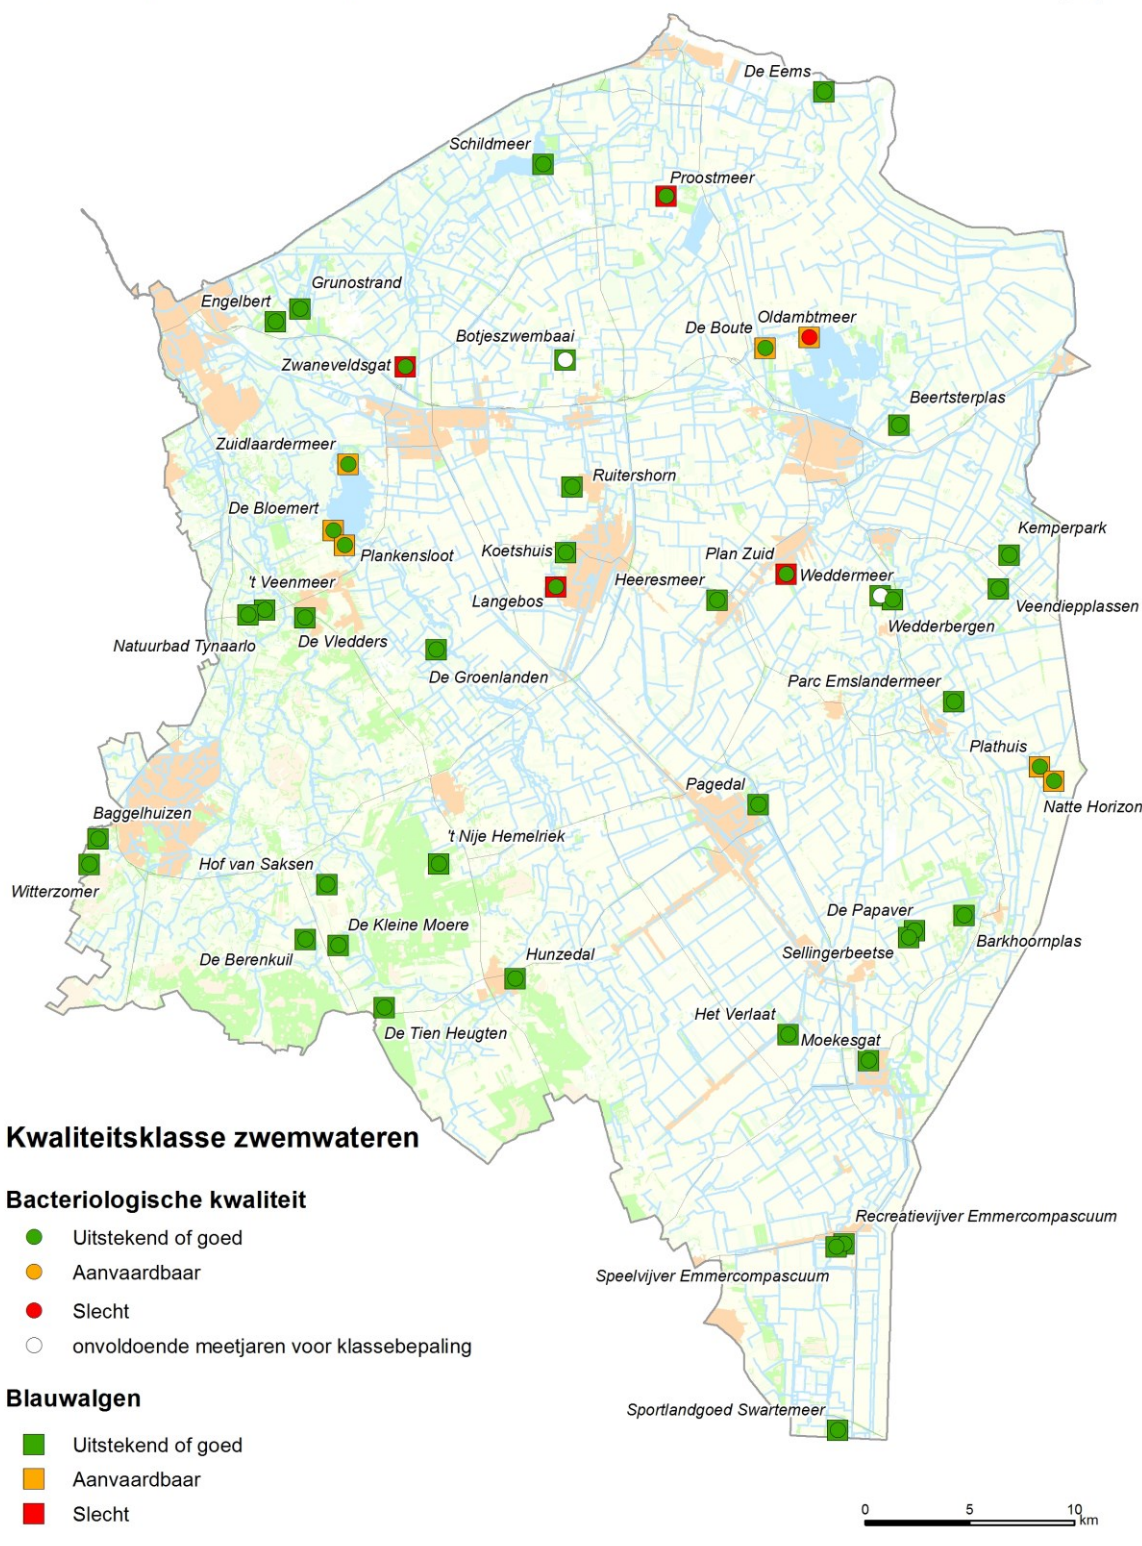 De Eems
Schildmeer
Proostmeer
Grunostrand
Engelbert
Oldambtmeer
De Boute
Botjeszwembaai
Zwaneveldsgat
Beertsterplas
Zuidlaardermeer
Ruitershorn
De Bloemert
Kemperpark
Plankensloot
Koetshuis
Plan Zuid
't Veenmeer
Heeresmeer
Weddermeer
Langebos
Veendiepplassen
Wedderbergen
Natuurbad Tynaarlo
De Vledders
De Groenlanden
Parc Emslandermeer
Plathuis
Pagedal
Natte Horizon
Baggelhuizen
't Nije Hemelriek
Hof van Saksen
Witterzomer
De Papaver
De Kleine Moere
Barkhoornplas
Sellingerbeetse
Hunzedal
De Berenkuil
Het Verlaat
De Tien Heugten
Moekesgat
Kwaliteitsklasse zwemwateren
Bacteriologische kwaliteit
Uitstekend of goed
Aanvaardbaar
Slecht
onvoldoende meetjaren voor klassebepaling
Recreatievijver Emmercompascuum
Speelvijver Emmercompascuum
Blauwalgen
Uitstekend of goed
Aanvaardbaar
Slecht
Sportlandgoed Swartemeer
0 5 10
km